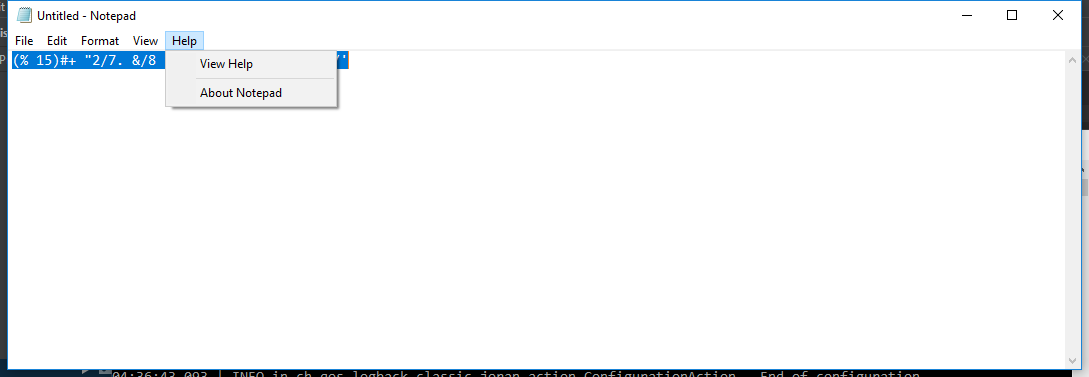 Untitled - Notepad
File Edit Format View Help
(% 15)#+ "2/7. &/8
View Help
About Notepad
04:36:43.093 | INFO in ch.qos.logback.classic.joran.action.ConfigurationAction - End of configuration.